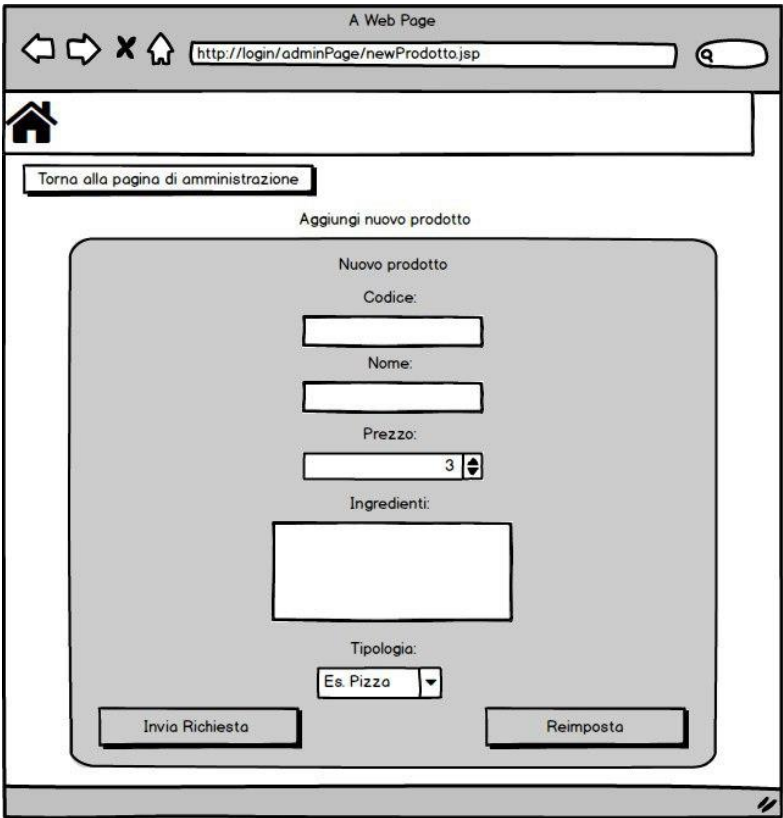 A Web Page
http://login/adminPage/newProdotto.jsp
Torna alla pagina di amministrazione
Aggiungi nuovo prodotto
Nuovo prodotto
Codice:
Nome:
Prezzo:
3
Ingredienti:
Tipologia:
Es. Pizza
Invia Richiesta
Reimposta